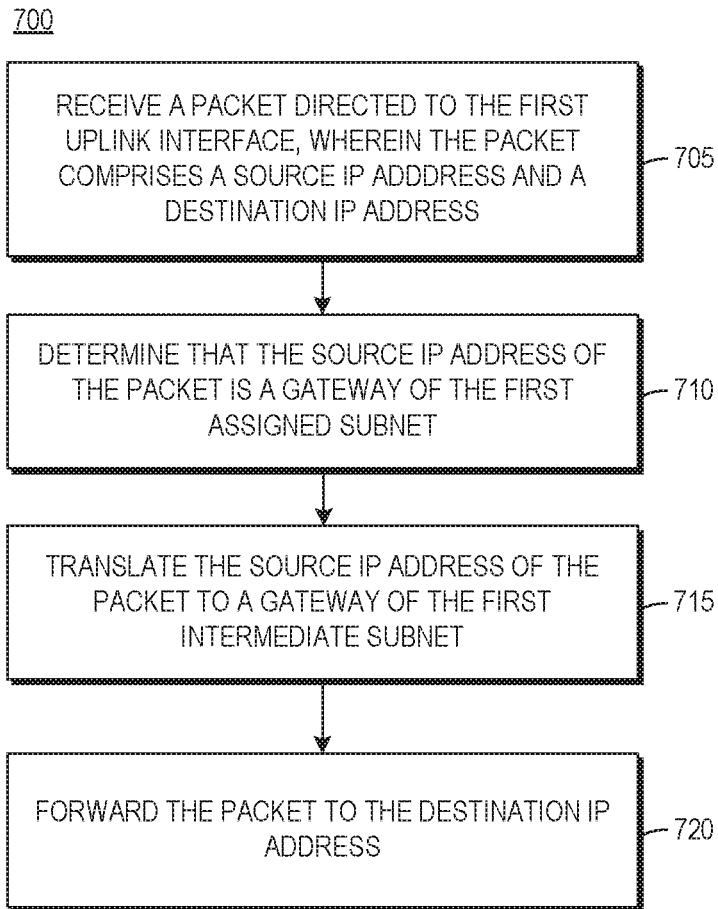 700
RECEIVE A PACKET DIRECTED TO THE FIRST
UPLINK INTERFACE, WHEREIN THE PACKET
COMPRISES A SOURCE IP ADDDRESS AND A
DESTINATION IP ADDRESS
705
DETERMINE THAT THE SOURCE IP ADDRESS OF
THE PACKET IS A GATEWAY OF THE FIRST
ASSIGNED SUBNET
710
TRANSLATE THE SOURCE IP ADDRESS OF THE
PACKET TO A GATEWAY OF THE FIRST
INTERMEDIATE SUBNET
715
FORWARD THE PACKET TO THE DESTINATION IP
ADDRESS
720